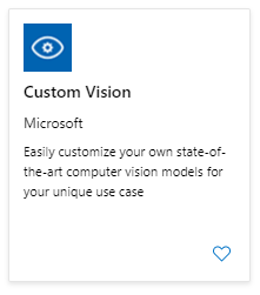 Custom Vision
Microsoft
Easily customize your own state-of-
the-art computer vision models for
your unique use case